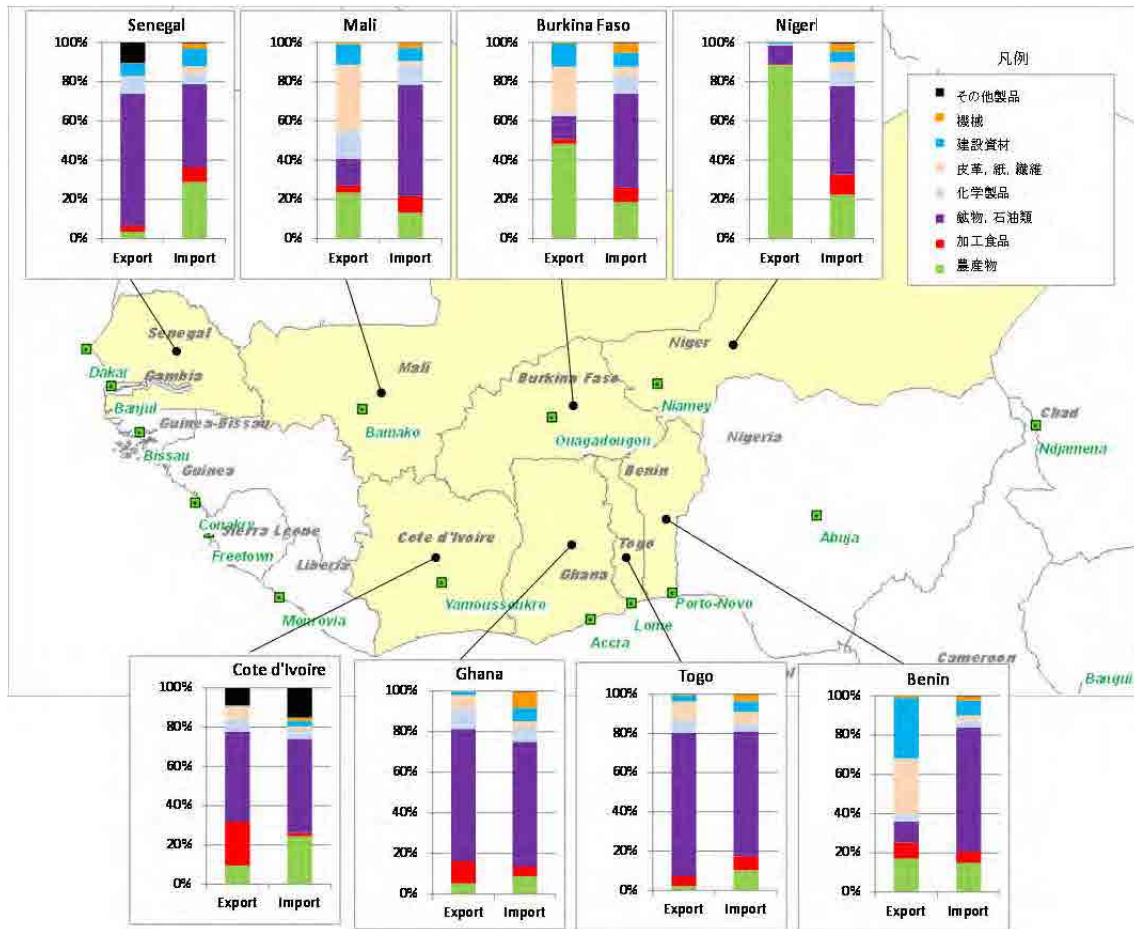 Senegal
100%
80%
60%
40%
20%
0%
Export Import
Mali
100%
80%
60%
40%
20%
0%
Export Import
Burkina Faso
100%
80%
60%
40%
20%
0%
Export Import
Niger
100%
80%
60%
40%
20%
0%
Export Import
凡例
その他製品
機械
建設資材
皮革, 紙, 繊維
化学製品
鉱物, 石油類
加工食品
農産物
Senegal
Dakar
Gambia
Banjul
Guinea-Bissau
Bissau
Guinea
Conakry
Sierra Leone
Freetown
Liberia
Monrovia
Mali
Bamako
Burkina Faso
Ouagadougou
Niger
Niamey
Nigeria
Abuja
Chad
Ndjamena
Benin
Porto-Novo
Togo
Lome
Ghana
Accra
Cote d'Ivoire
Yamoussoukro
Cameroon
Bangui
Cote d'Ivoire
100%
80%
60%
40%
20%
0%
Export Import
Ghana
100%
80%
60%
40%
20%
0%
Export Import
Togo
100%
80%
60%
40%
20%
0%
Export Import
Benin
100%
80%
60%
40%
20%
0%
Export Import